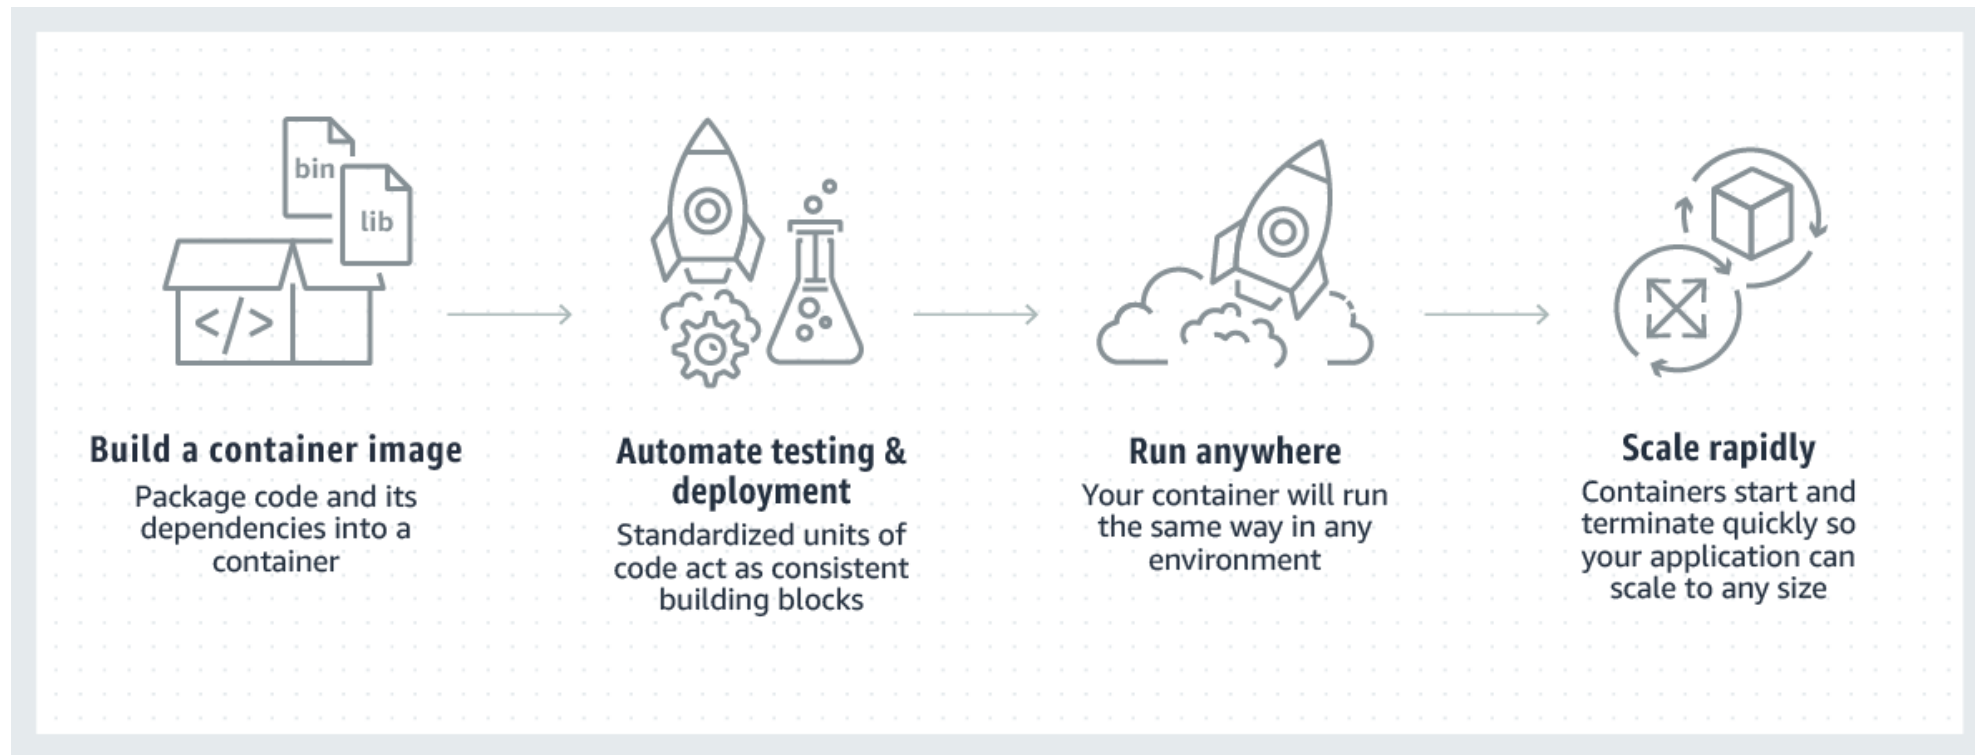 bin
lib
</>
Build a container image
Package code and its
dependencies into a
container
Automate testing &
deployment
Standardized units of
code act as consistent
building blocks
Run anywhere
Your container will run
the same way in any
environment
Scale rapidly
Containers start and
terminate quickly so
your application can
scale to any size